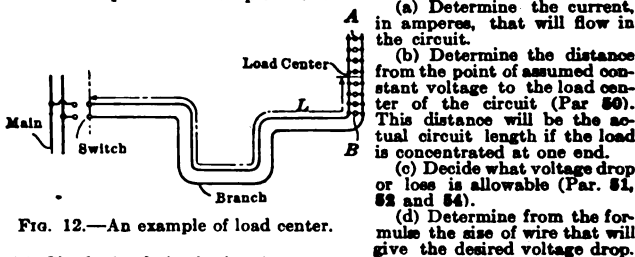 A
Load Center
L
Main
Switch
B
Branch
FIG. 12.—An example of load center.
(a) Determine the current,
in amperes, that will flow in
the circuit.
(b) Determine the distance
from the point of assumed con-
stant voltage to the load cen-
ter of the circuit (Par 50).
This distance will be the ac-
tual circuit length if the load
is concentrated at one end.
(c) Decide what voltage drop
or loss is allowable (Par. 51,
52 and 54).
(d) Determine from the for-
mulæ the size of wire that will
give the desired voltage drop.